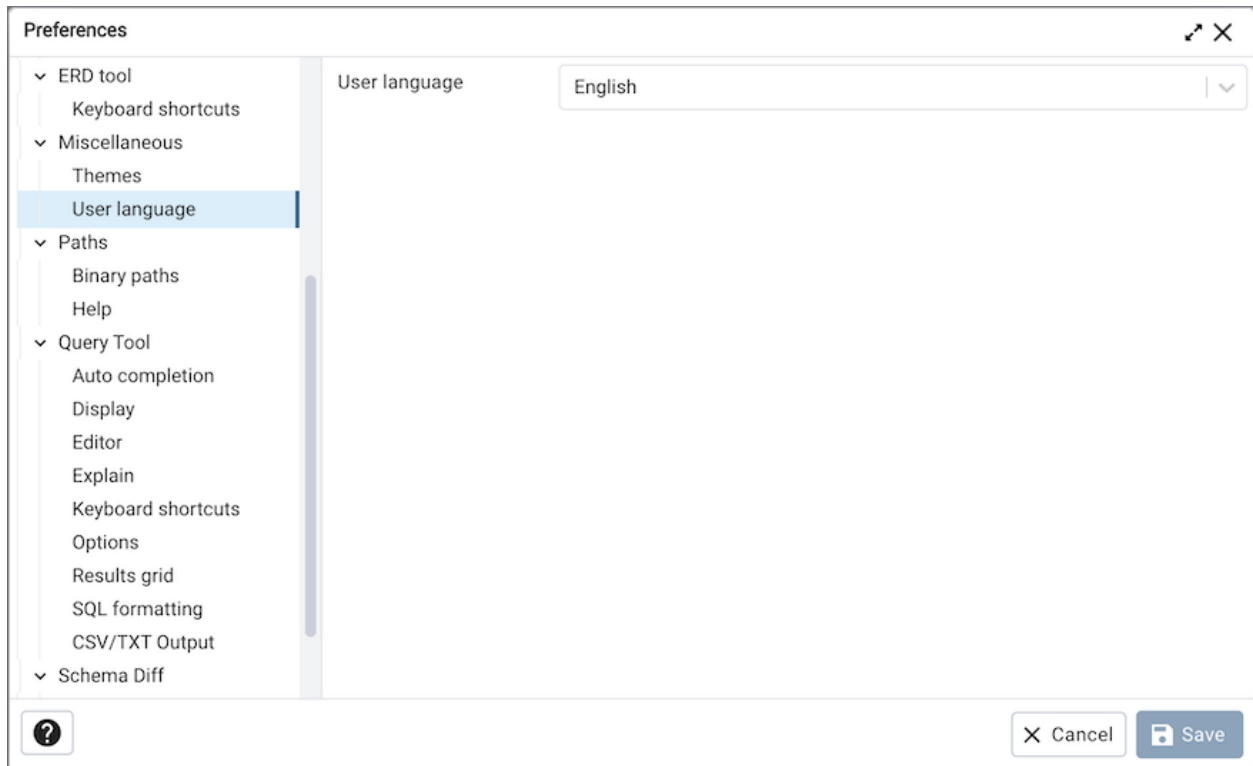 Preferences
ERD tool
Keyboard shortcuts
Miscellaneous
Themes
User language
Paths
Binary paths
Help
Query Tool
Auto completion
Display
Editor
Explain
Keyboard shortcuts
Options
Results grid
SQL formatting
CSV/TXT Output
Schema Diff
User language
English
?
Cancel
Save